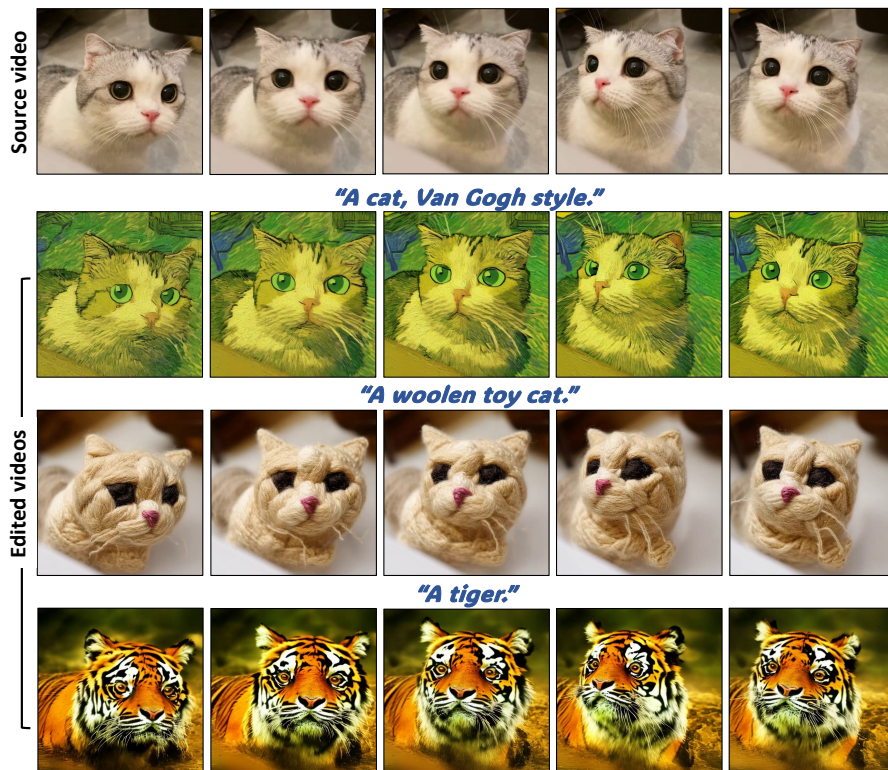 Source video
“A cat, Van Gogh style.”
“A woolen toy cat.”
Edited videos
“A tiger.”